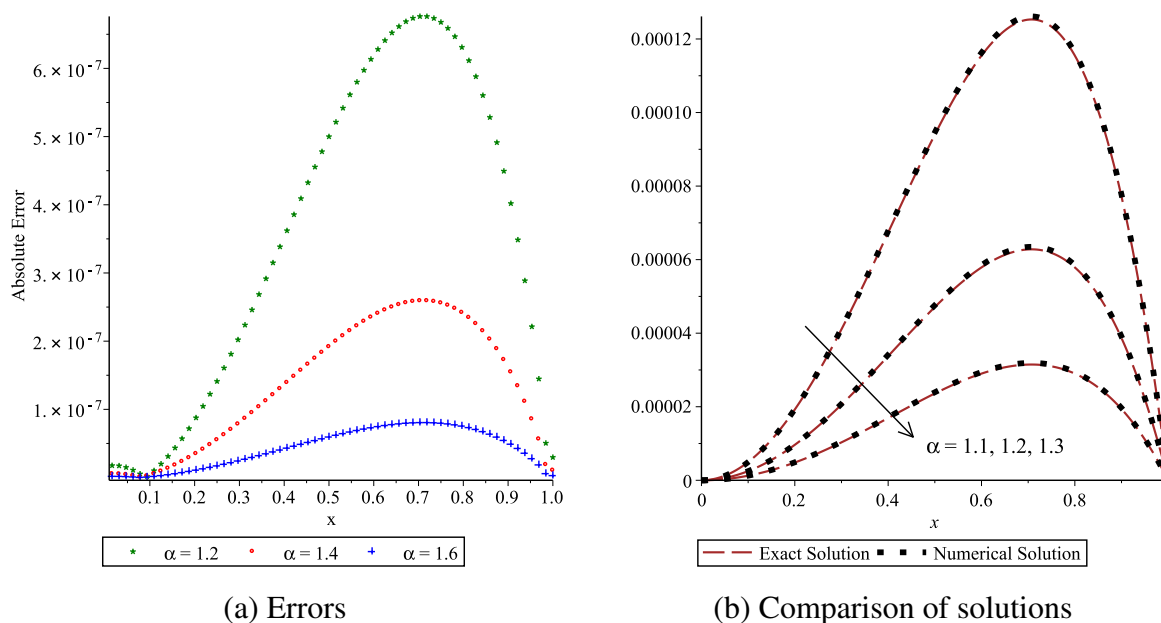 6. × 10⁻⁷
5. × 10⁻⁷
4. × 10⁻⁷
3. × 10⁻⁷
2. × 10⁻⁷
1. × 10⁻⁷
Absolute Error
0.1 0.2 0.3 0.4 0.5 0.6 0.7 0.8 0.9 1.0
x
α = 1.2 α = 1.4 α = 1.6
(a) Errors
0.00012
0.00010
0.00008
0.00006
0.00004
0.00002
0
α = 1.1, 1.2, 1.3
0 0.2 0.4 0.6 0.8
x
Exact Solution Numerical Solution
(b) Comparison of solutions